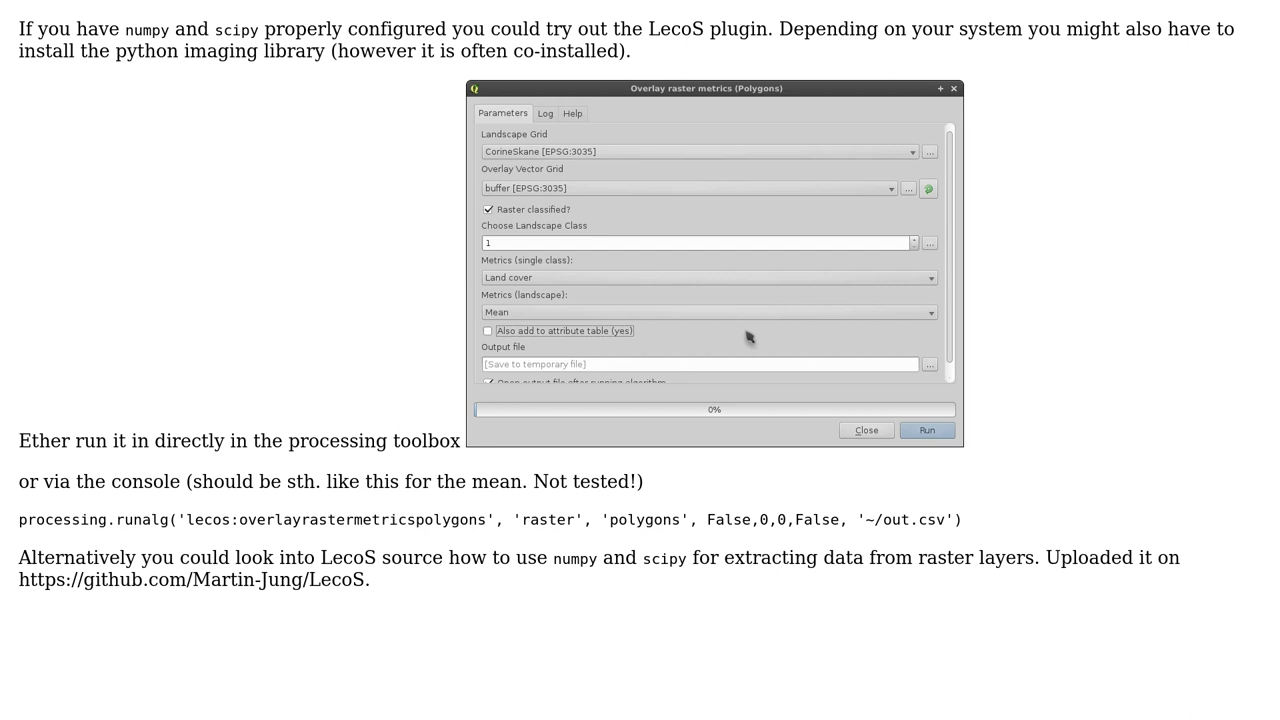 If you have numpy and scipy properly configured you could try out the LecoS plugin. Depending on your system you might also have to
install the python imaging library (however it is often co-installed).
Overlay raster metrics (Polygons)
Parameters Log Help
Landscape Grid
CorineSkane [EPSG:3035] ...
Overlay Vector Grid
buffer [EPSG:3035] ...
Raster classified?
Choose Landscape Class
1 ...
Metrics (single class):
Land cover
Metrics (landscape):
Mean
Also add to attribute table (yes)
Output file
[Save to temporary file] ...
Open output file after running algorithm
0%
Close Run
Ether run it in directly in the processing toolbox
or via the console (should be sth. like this for the mean. Not tested!)
processing.runalg('lecos:overlayrastermetricspolygons', 'raster', 'polygons', False,0,0,False, '~/out.csv')
Alternatively you could look into LecoS source how to use numpy and scipy for extracting data from raster layers. Uploaded it on
https://github.com/Martin-Jung/LecoS.